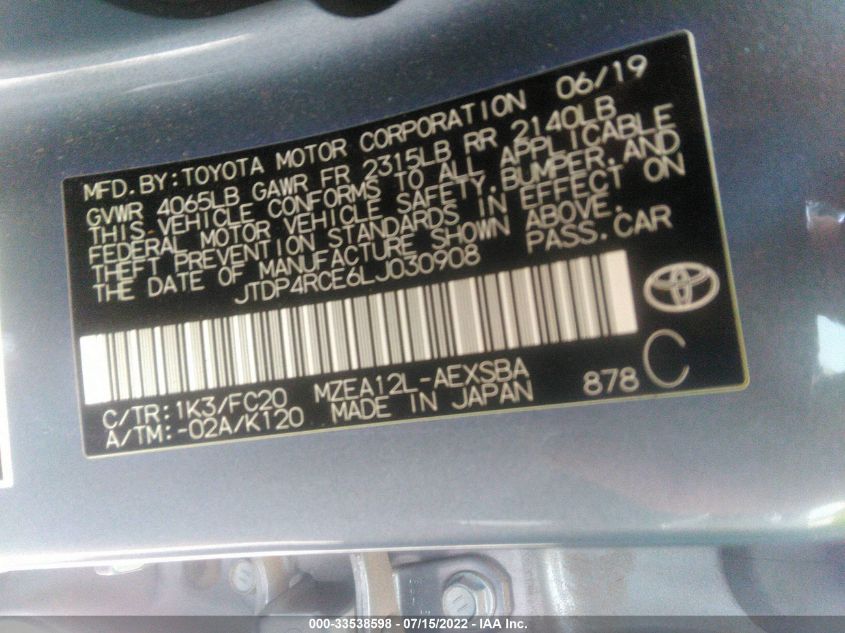 MFD. BY: TOYOTA MOTOR CORPORATION 06/19
GVWR 4065LB GAWR FR 2315LB RR 2140LB
THIS VEHICLE CONFORMS TO ALL APPLICABLE
FEDERAL MOTOR VEHICLE SAFETY, BUMPER, AND
THEFT PREVENTION STANDARDS IN EFFECT ON
THE DATE OF MANUFACTURE SHOWN ABOVE.
JTDP4RCE6LJ030908 PASS. CAR
C/TR: 1K3/FC20 MZEA12L-AEXSBA
A/TM: -02A/K120 MADE IN JAPAN 878 C
000-33538598 - 07/15/2022 - IAA Inc.